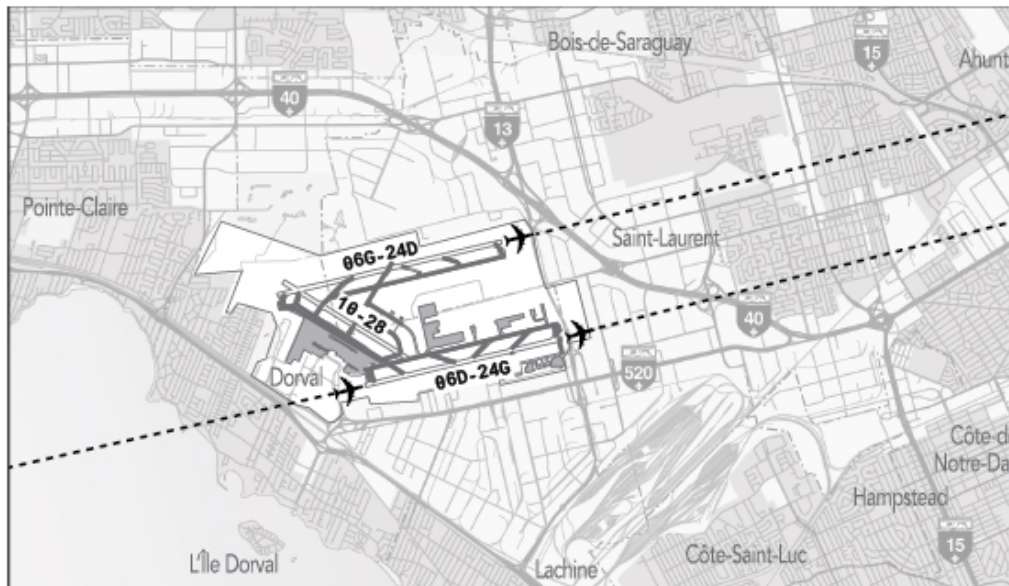 Bois-de-Saraguay
15
Ahunt
40
13
Pointe-Claire
Saint-Laurent
06G-24D
10-28
40
Dorval
06D-24G
520
Côte-d
Notre-Da
Hampstead
L'Île Dorval
Lachine
Côte-Saint-Luc
15